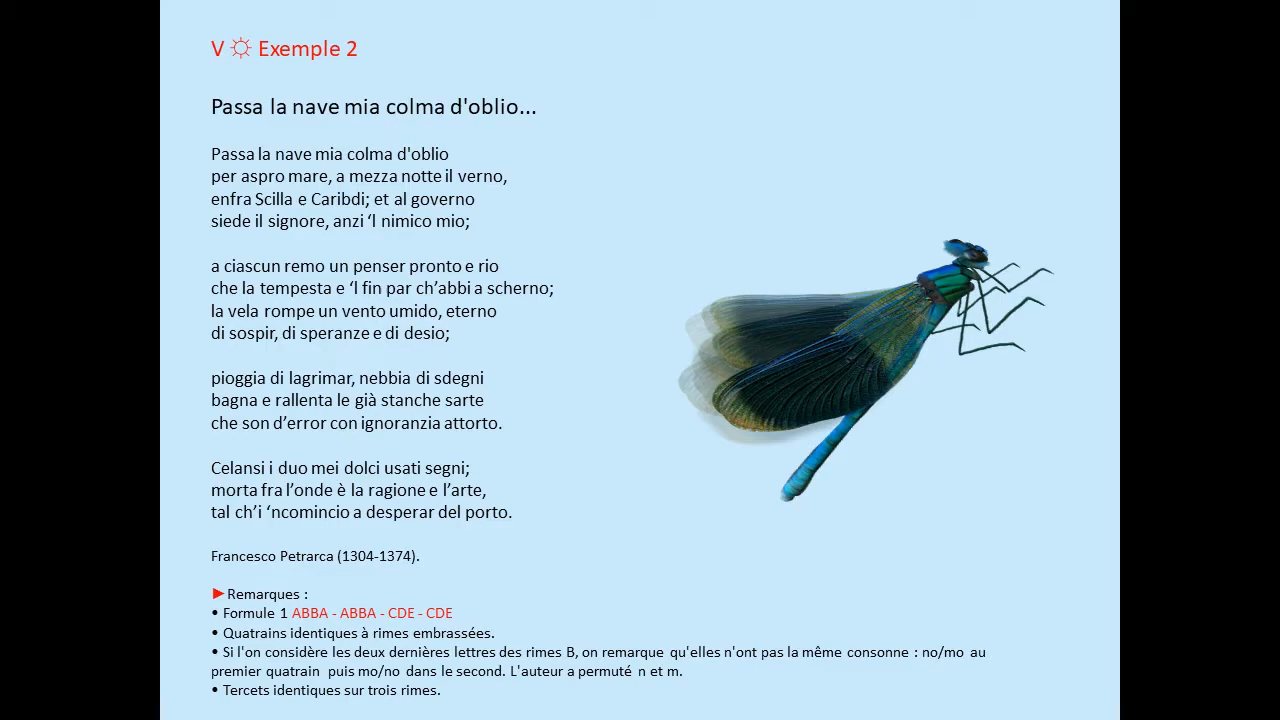 V ☼ Exemple 2
Passa la nave mia colma d'oblio...
Passa la nave mia colma d'oblio
per aspro mare, a mezza notte il verno,
enfra Scilla e Caribdi; et al governo
siede il signore, anzi ‘l nimico mio;
a ciascun remo un penser pronto e rio
che la tempesta e ‘l fin par ch’abbi a scherno;
la vela rompe un vento umido, eterno
di sospir, di speranze e di desio;
pioggia di lagrimar, nebbia di sdegni
bagna e rallenta le già stanche sarte
che son d’error con ignoranzia attorto.
Celansi i duo mei dolci usati segni;
morta fra l’onde è la ragione e l’arte,
tal ch’i ‘ncomincio a desperar del porto.
Francesco Petrarca (1304-1374).
►Remarques :
• Formule 1 ABBA - ABBA - CDE - CDE
• Quatrains identiques à rimes embrassées.
• Si l'on considère les deux dernières lettres des rimes B, on remarque qu'elles n'ont pas la même consonne : no/mo au
premier quatrain puis mo/no dans le second. L'auteur a permuté n et m.
• Tercets identiques sur trois rimes.